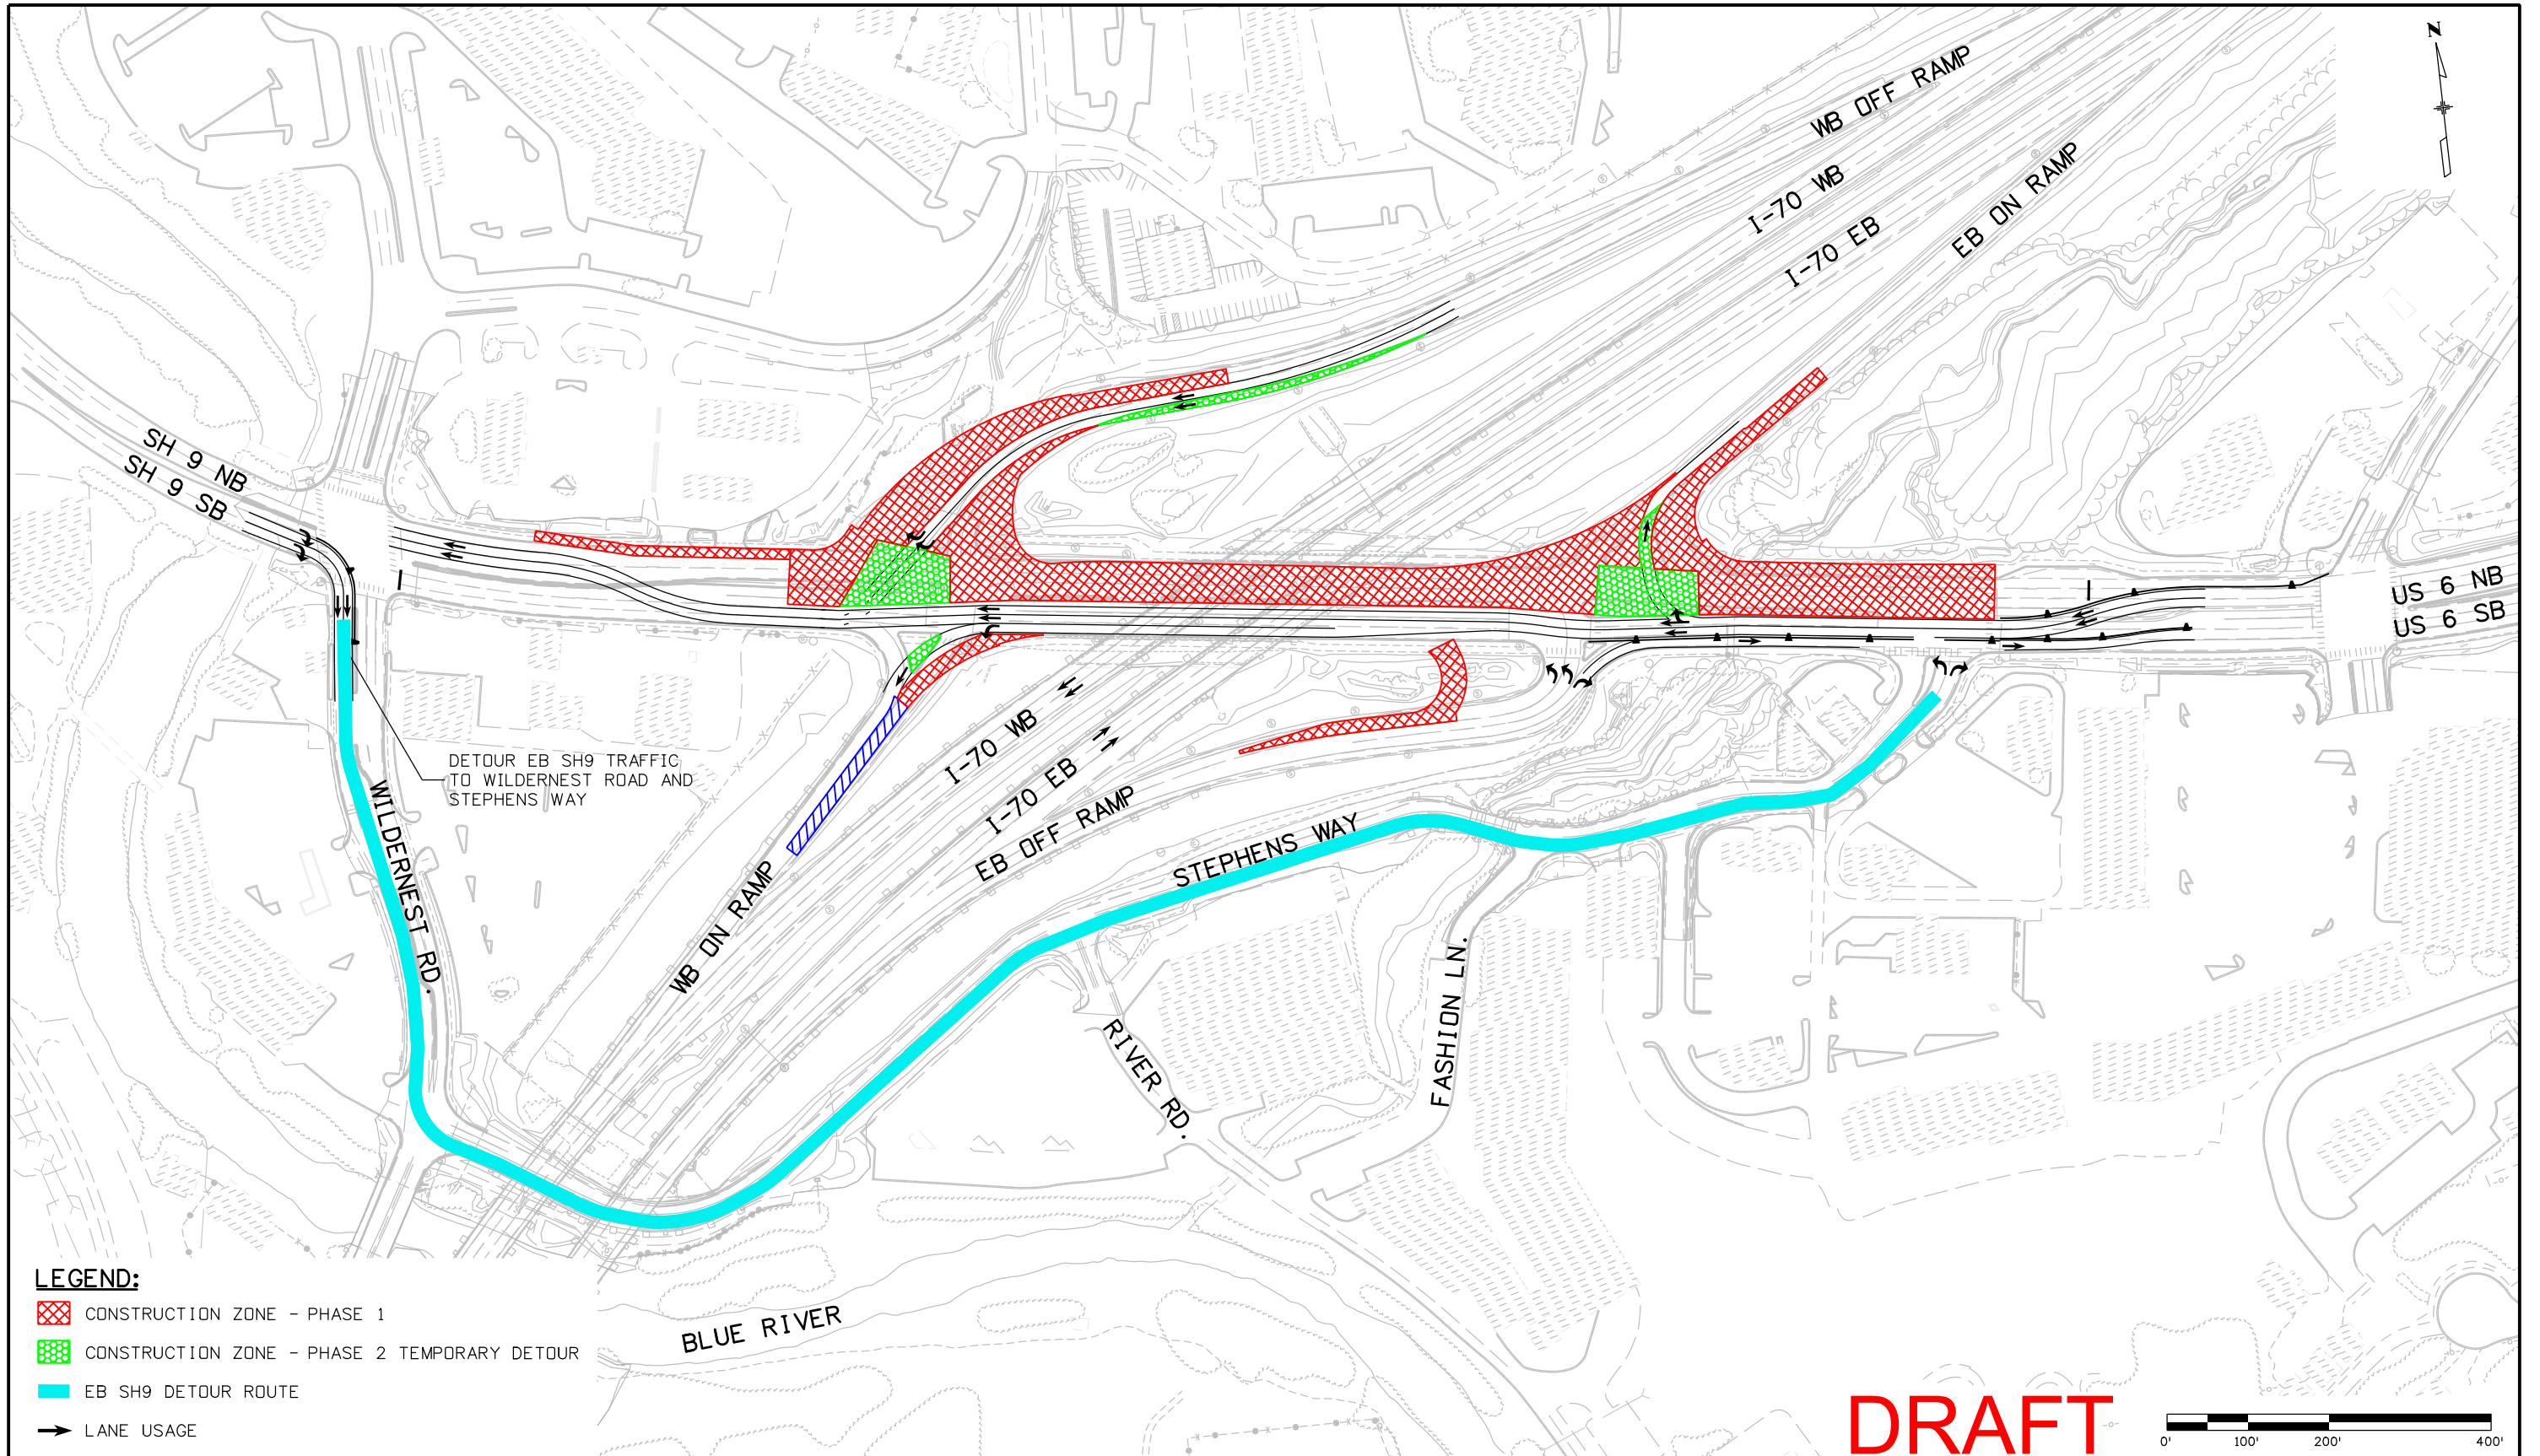 N
WB OFF RAMP
I-70 WB
EB ON RAMP
I-70 EB
SH 9 NB
SH 9 SB
US 6 NB
US 6 SB
DETOUR EB SH9 TRAFFIC
TO WILDERNEST ROAD AND
STEPHENS WAY
I-70 WB
I-70 EB
EB OFF RAMP
WB ON RAMP
STEPHENS WAY
WILDERNEST RD.
FASHION LN.
RIVER RD.
BLUE RIVER
LEGEND:
CONSTRUCTION ZONE - PHASE 1
CONSTRUCTION ZONE - PHASE 2 TEMPORARY DETOUR
EB SH9 DETOUR ROUTE
LANE USAGE
DRAFT
0' 100' 200' 400'